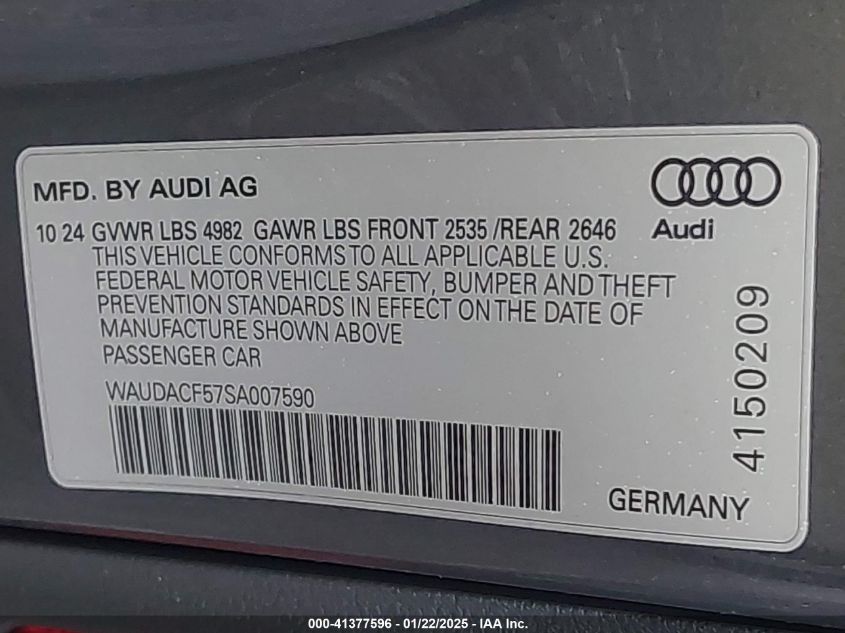 MFD. BY AUDI AG
10 24 GVWR LBS 4982 GAWR LBS FRONT 2535 /REAR 2646
THIS VEHICLE CONFORMS TO ALL APPLICABLE U.S.
FEDERAL MOTOR VEHICLE SAFETY, BUMPER AND THEFT
PREVENTION STANDARDS IN EFFECT ON THE DATE OF
MANUFACTURE SHOWN ABOVE
PASSENGER CAR
WAUDACF57SA007590
Audi
4150209
GERMANY
000-41377596 - 01/22/2025 - IAA Inc.